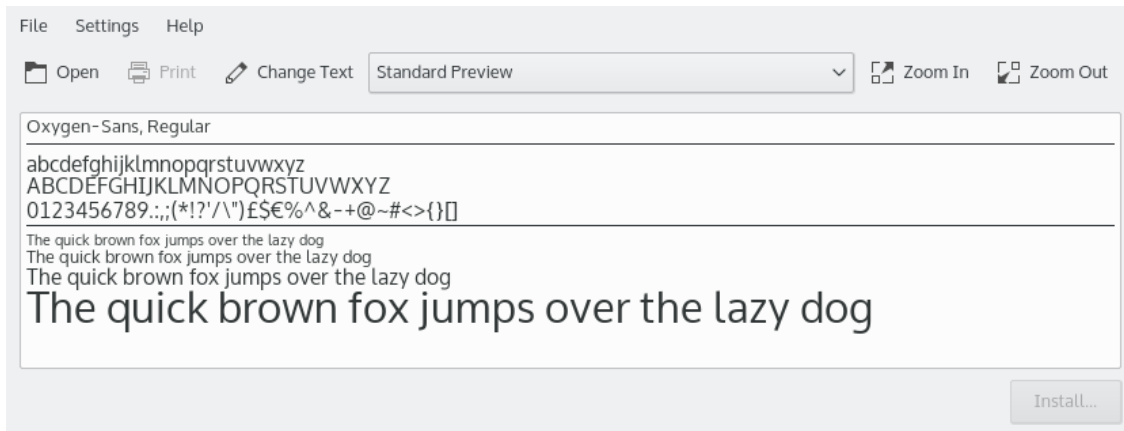 File Settings Help
Open Print Change Text Standard Preview Zoom In Zoom Out
Oxygen-Sans, Regular
abcdefghijklmnopqrstuvwxyz
ABCDEFGHIJKLMNOPQRSTUVWXYZ
0123456789.:,;(*!?'/\")£$€%^&-+@~#<>{}[]
The quick brown fox jumps over the lazy dog
The quick brown fox jumps over the lazy dog
The quick brown fox jumps over the lazy dog
The quick brown fox jumps over the lazy dog
Install...